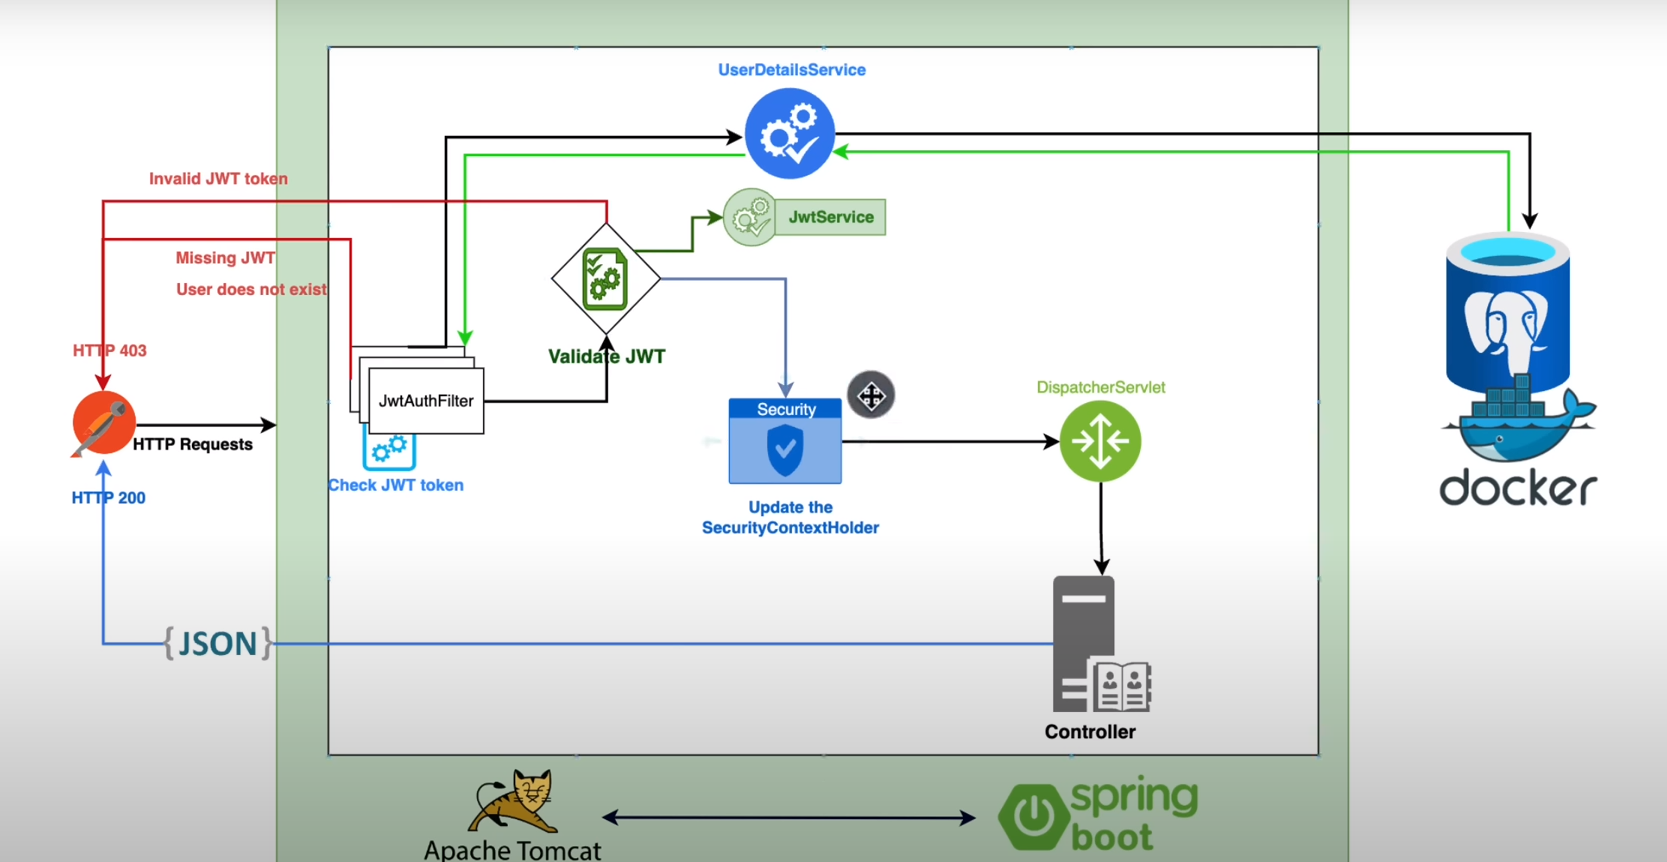 UserDetailsService
Invalid JWT token
JwtService
Missing JWT
User does not exist
HTTP 403
Validate JWT
JwtAuthFilter
DispatcherServlet
Security
HTTP Requests
Check JWT token
HTTP 200
Update the
SecurityContextHolder
docker
{JSON}
Controller
spring
boot
Apache Tomcat